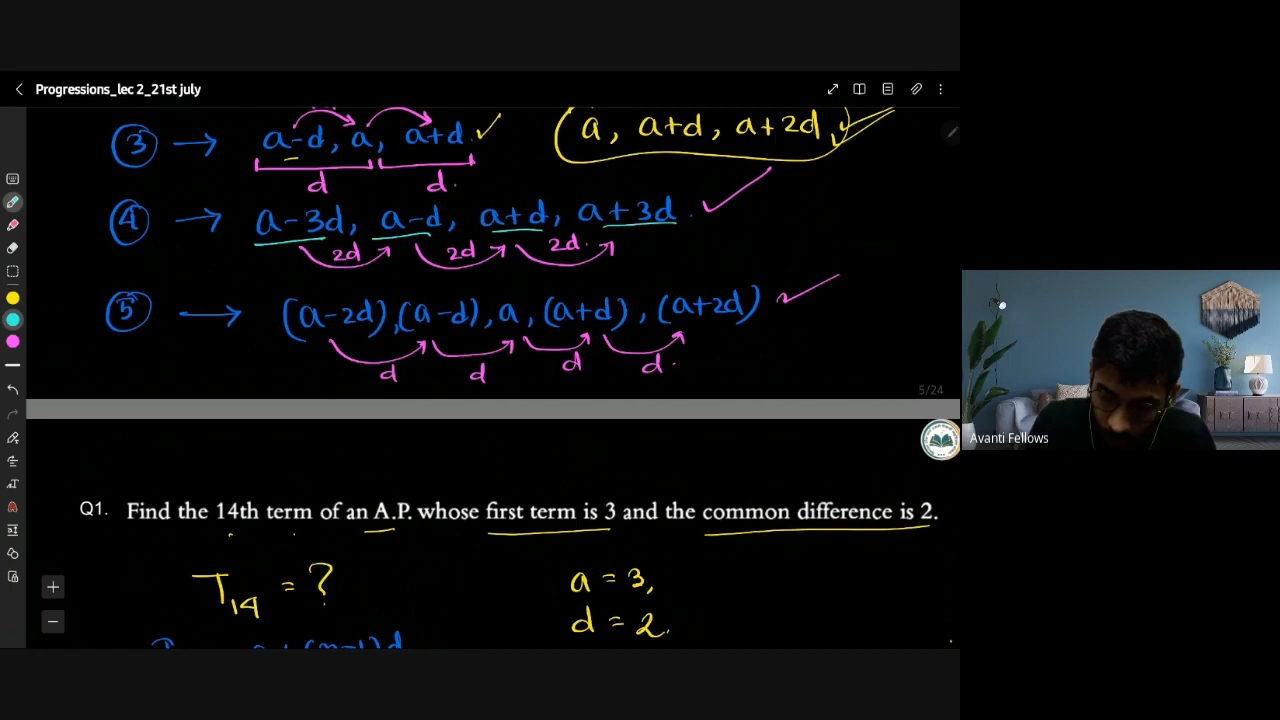 Progressions_lec 2_21st july
③ → a-d, a, a+d. ✓ (a, a+d, a+2d,
d d.
④ → a-3d, a-d, a+d, a+3d.
2d 2d 2d.
⑤ → (a-2d), (a-d), a, (a+d), (a+2d)
d d d d.
5/24
Avanti Fellows
Q1. Find the 14th term of an A.P. whose first term is 3 and the common difference is 2.
T14 = ? a = 3,
d = 2.
a + (n-1)d